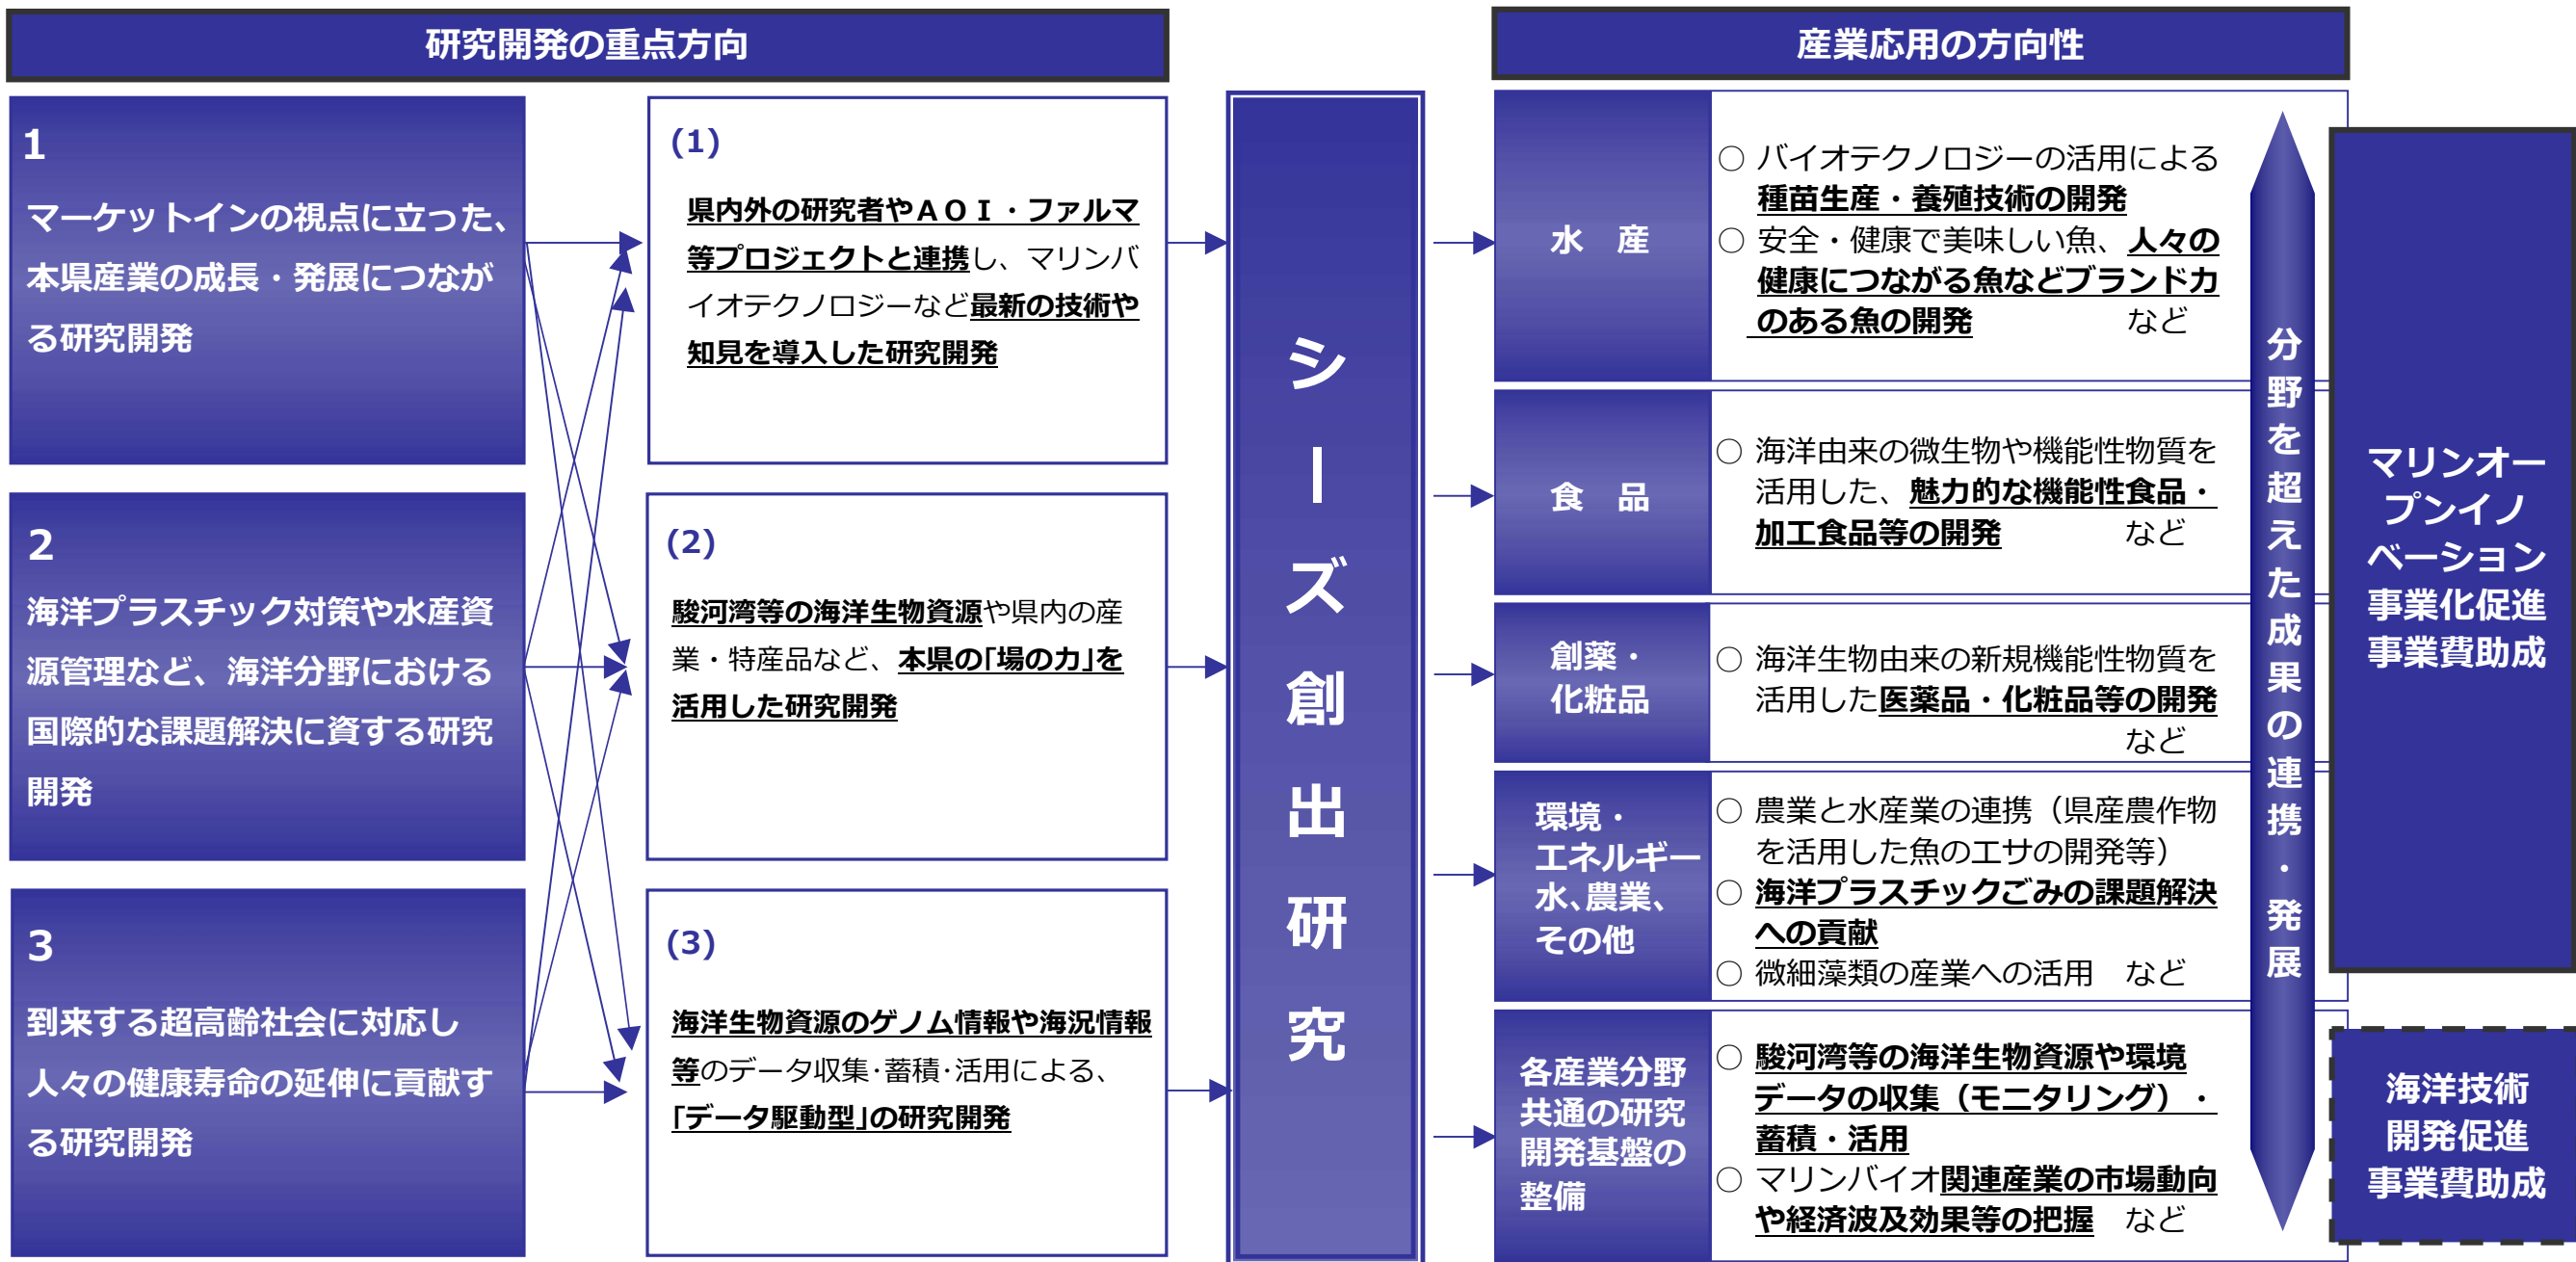 研究開発の重点方向
1
マーケットインの視点に立った、
本県産業の成長・発展につなが
る研究開発
2
海洋プラスチック対策や水産資
源管理など、海洋分野における
国際的な課題解決に資する研究
開発
3
到来する超高齢社会に対応し
人々の健康寿命の延伸に貢献す
る研究開発
(1)
県内外の研究者やＡＯＩ・ファルマ
等プロジェクトと連携し、マリンバ
イオテクノロジーなど最新の技術や
知見を導入した研究開発
(2)
駿河湾等の海洋生物資源や県内の産
業・特産品など、本県の｢場の力｣を
活用した研究開発
(3)
海洋生物資源のゲノム情報や海況情報
等のデータ収集･蓄積･活用による、
｢データ駆動型｣の研究開発
シーズ創出研究
産業応用の方向性
水　産
○ バイオテクノロジーの活用による
種苗生産・養殖技術の開発
○ 安全・健康で美味しい魚、人々の
健康につながる魚などブランド力
のある魚の開発　　　など
食　品
○ 海洋由来の微生物や機能性物質を
活用した、魅力的な機能性食品・
加工食品等の開発　　　など
創薬・
化粧品
○ 海洋生物由来の新規機能性物質を
活用した医薬品・化粧品等の開発
など
環境・
エネルギー
水、農業、
その他
○ 農業と水産業の連携（県産農作物
を活用した魚のエサの開発等）
○ 海洋プラスチックごみの課題解決
への貢献
○ 微細藻類の産業への活用　など
各産業分野
共通の研究
開発基盤の
整備
○ 駿河湾等の海洋生物資源や環境
データの収集（モニタリング）・
蓄積・活用
○ マリンバイオ関連産業の市場動向
や経済波及効果等の把握　など
分野を超えた成果の連携・発展
マリンオー
プンイノ
ベーション
事業化促進
事業費助成
海洋技術
開発促進
事業費助成